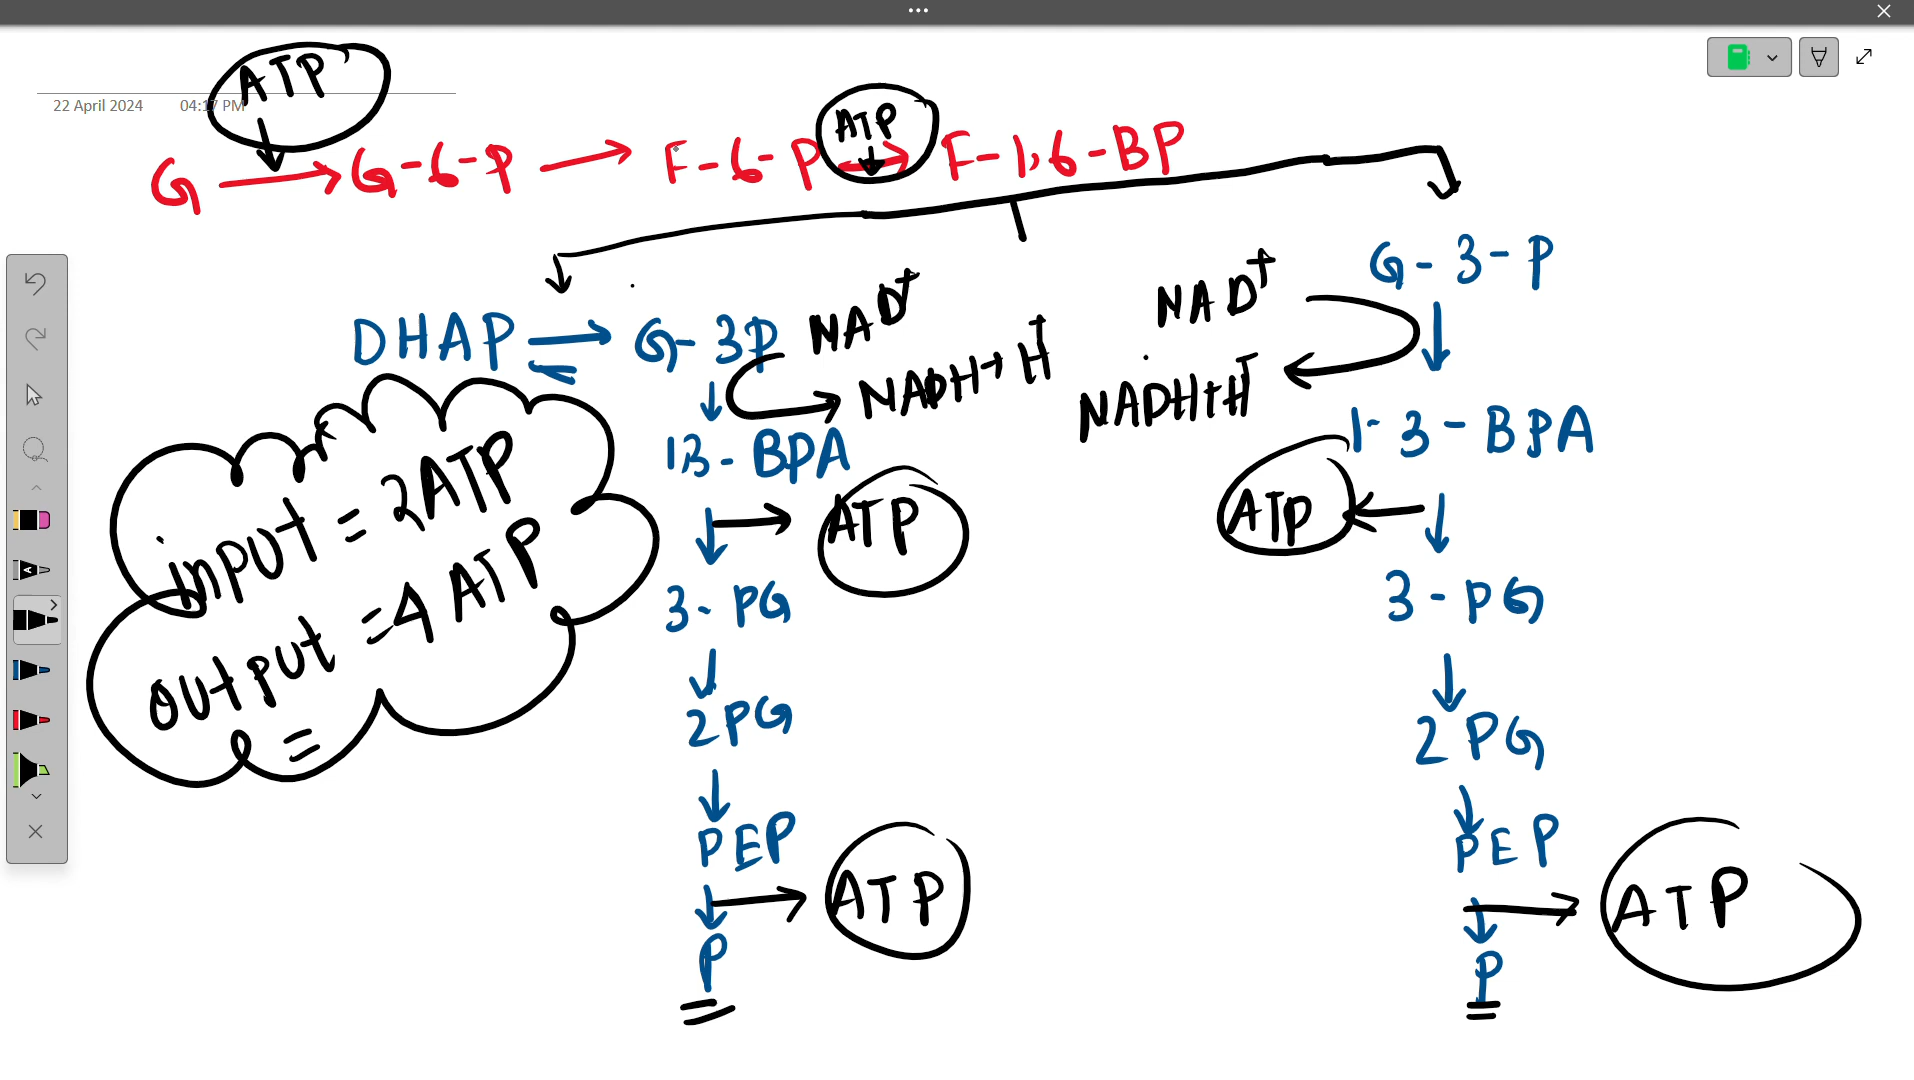 ATP
22 April 2024 04:17 PM
G → G-6-P → F-6-P → F-1,6-BP
ATP
G-3-P
DHAP ⇌ G-3P
NAD+
NADH+H+
NAD+
NADH+H+
13-BPA
1-3-BPA
ATP
ATP
input = 2ATP
output = 4 ATP
=
3-PG
3-PG
2PG
2PG
PEP
PEP
ATP
ATP
P
P